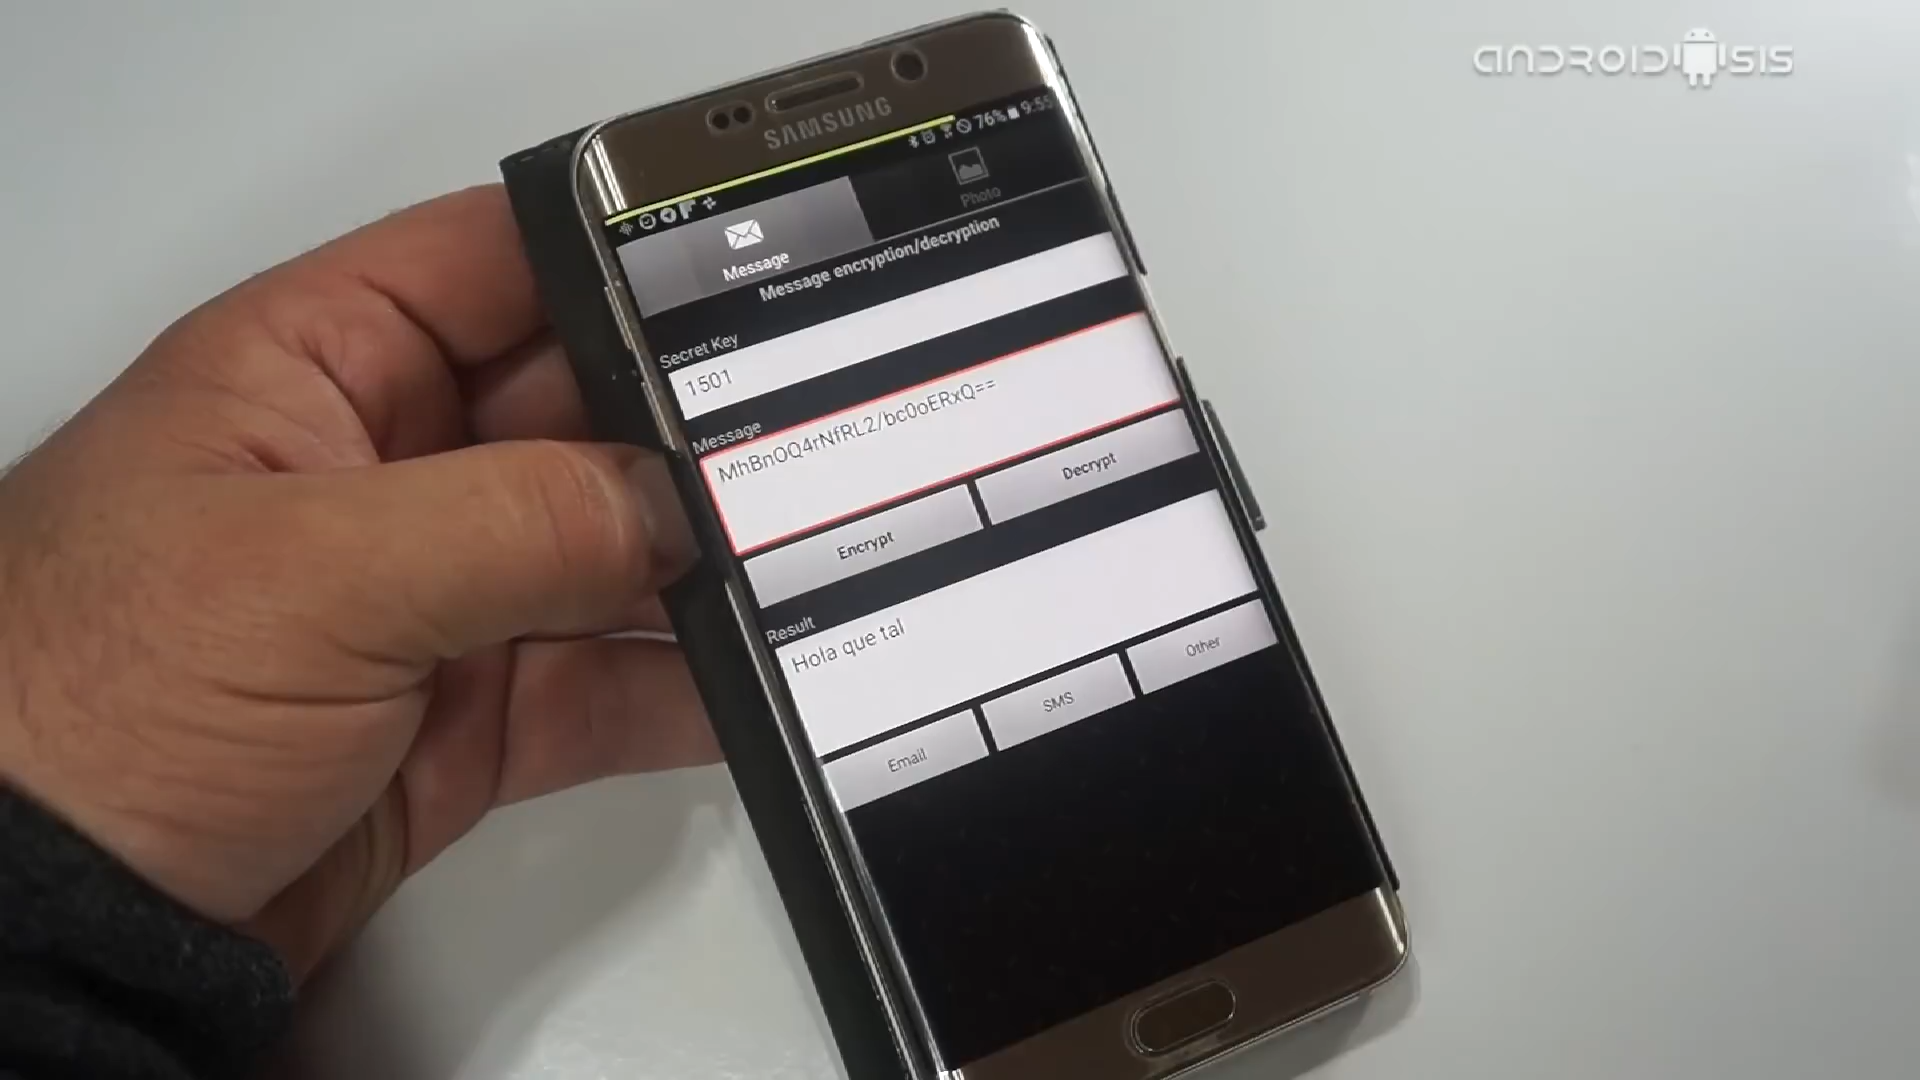 ANDROIDSIS
SAMSUNG
76% 9:55
Message
Photo
Message encryption/decryption
Secret Key
1501
Message
MhBnOQ4rNfRL2/bc0oERxQ==
Encrypt
Decrypt
Result
Hola que tal
Email
SMS
Other